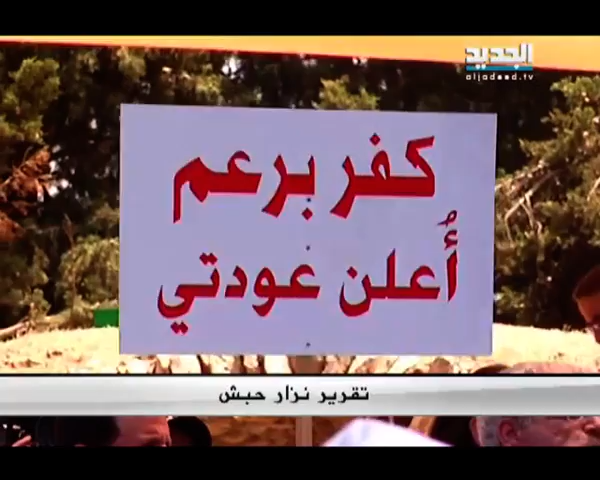 الجديد
aljadeed.tv
كفر برعم
أُعلن عودتي
تقرير نزار حبش